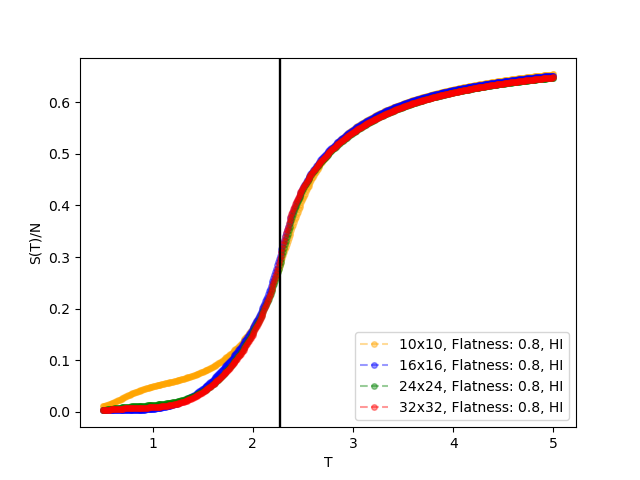 0.6
0.5
0.4
0.3
0.2
0.1
0.0
S(T)/N
1 2 3 4 5
T
10x10, Flatness: 0.8, HI
16x16, Flatness: 0.8, HI
24x24, Flatness: 0.8, HI
32x32, Flatness: 0.8, HI